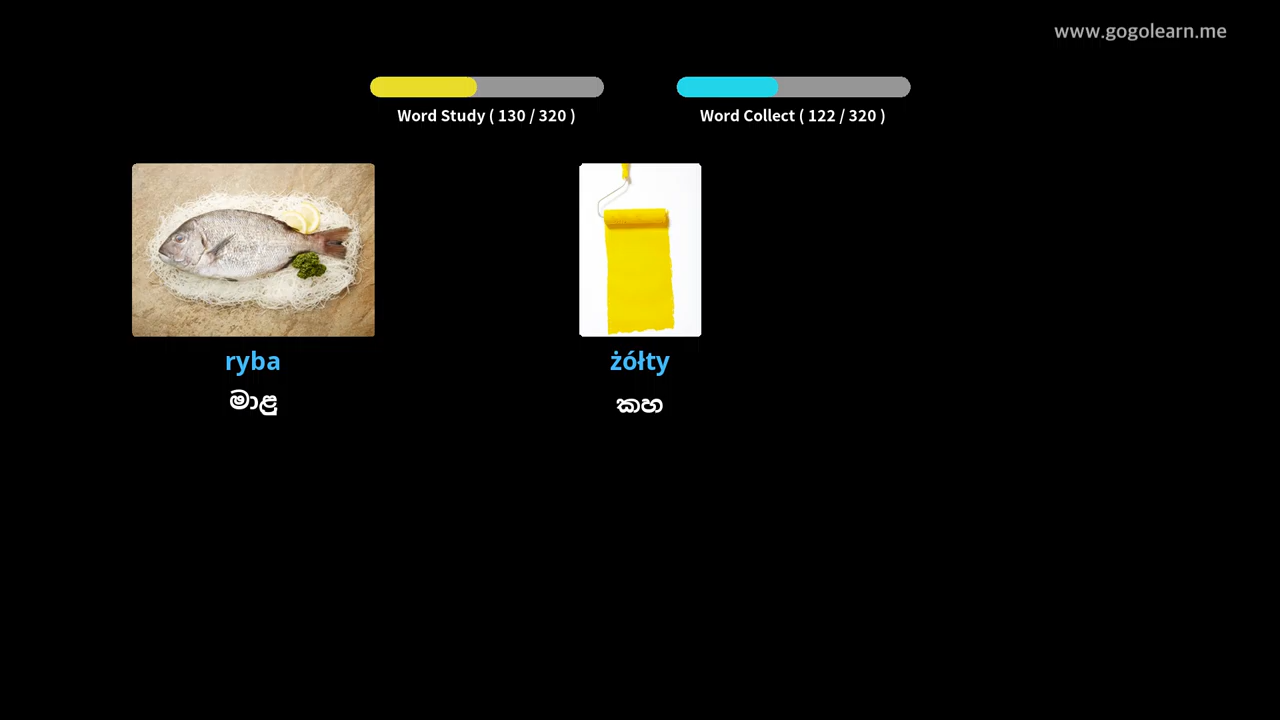 www.gogolearn.me
Word Study ( 130 / 320 )
Word Collect ( 122 / 320 )
ryba
żółty
මාළු
කහ